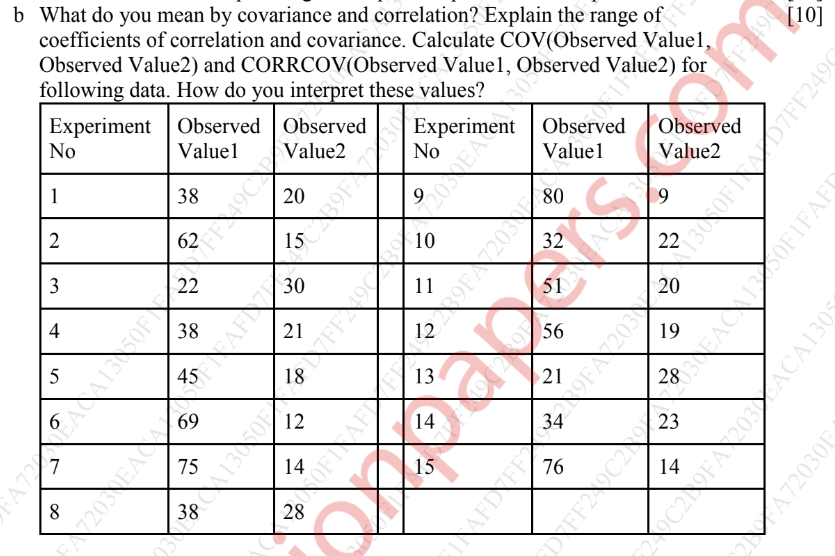 b What do you mean by covariance and correlation? Explain the range of [10]
coefficients of correlation and covariance. Calculate COV(Observed Value1,
Observed Value2) and CORRCOV(Observed Value1, Observed Value2) for
following data. How do you interpret these values?
Experiment No Observed Value1 Observed Value2 Experiment No Observed Value1 Observed Value2
1 38 20 9 80 9
2 62 15 10 32 22
3 22 30 11 51 20
4 38 21 12 56 19
5 45 18 13 21 28
6 69 12 14 34 23
7 75 14 15 76 14
8 38 28